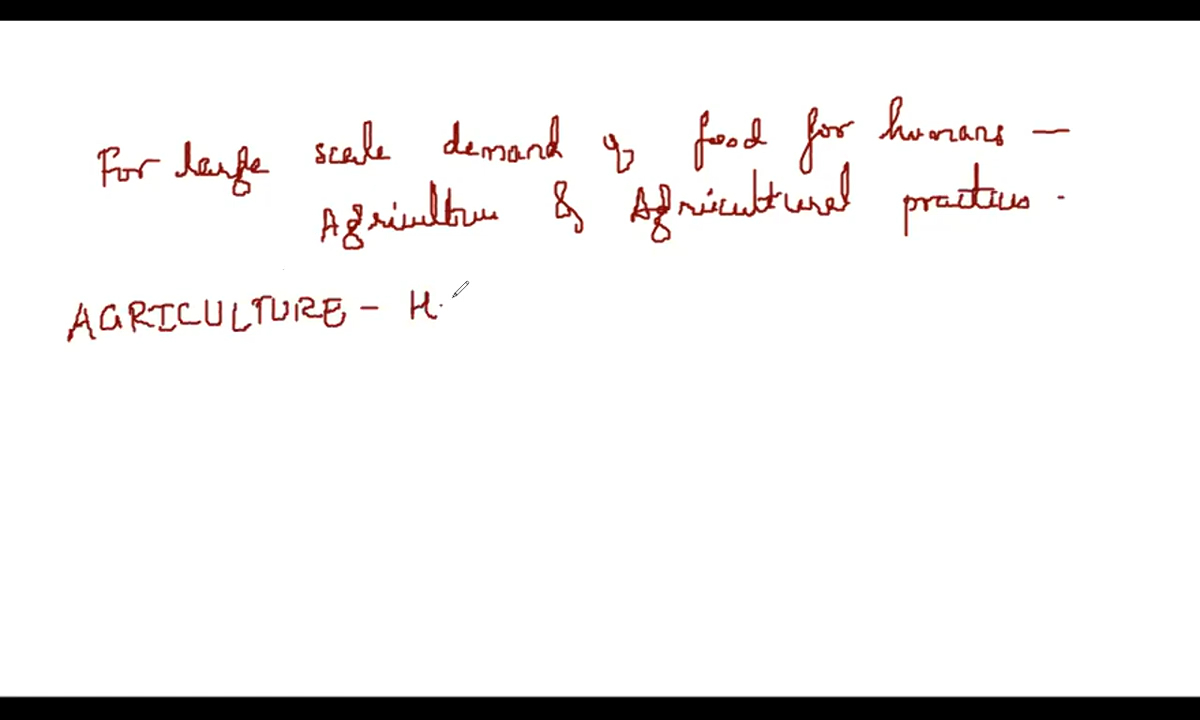 For large scale demand of food for humans —
Agriculture & Agricultural practices .
AGRICULTURE - H.